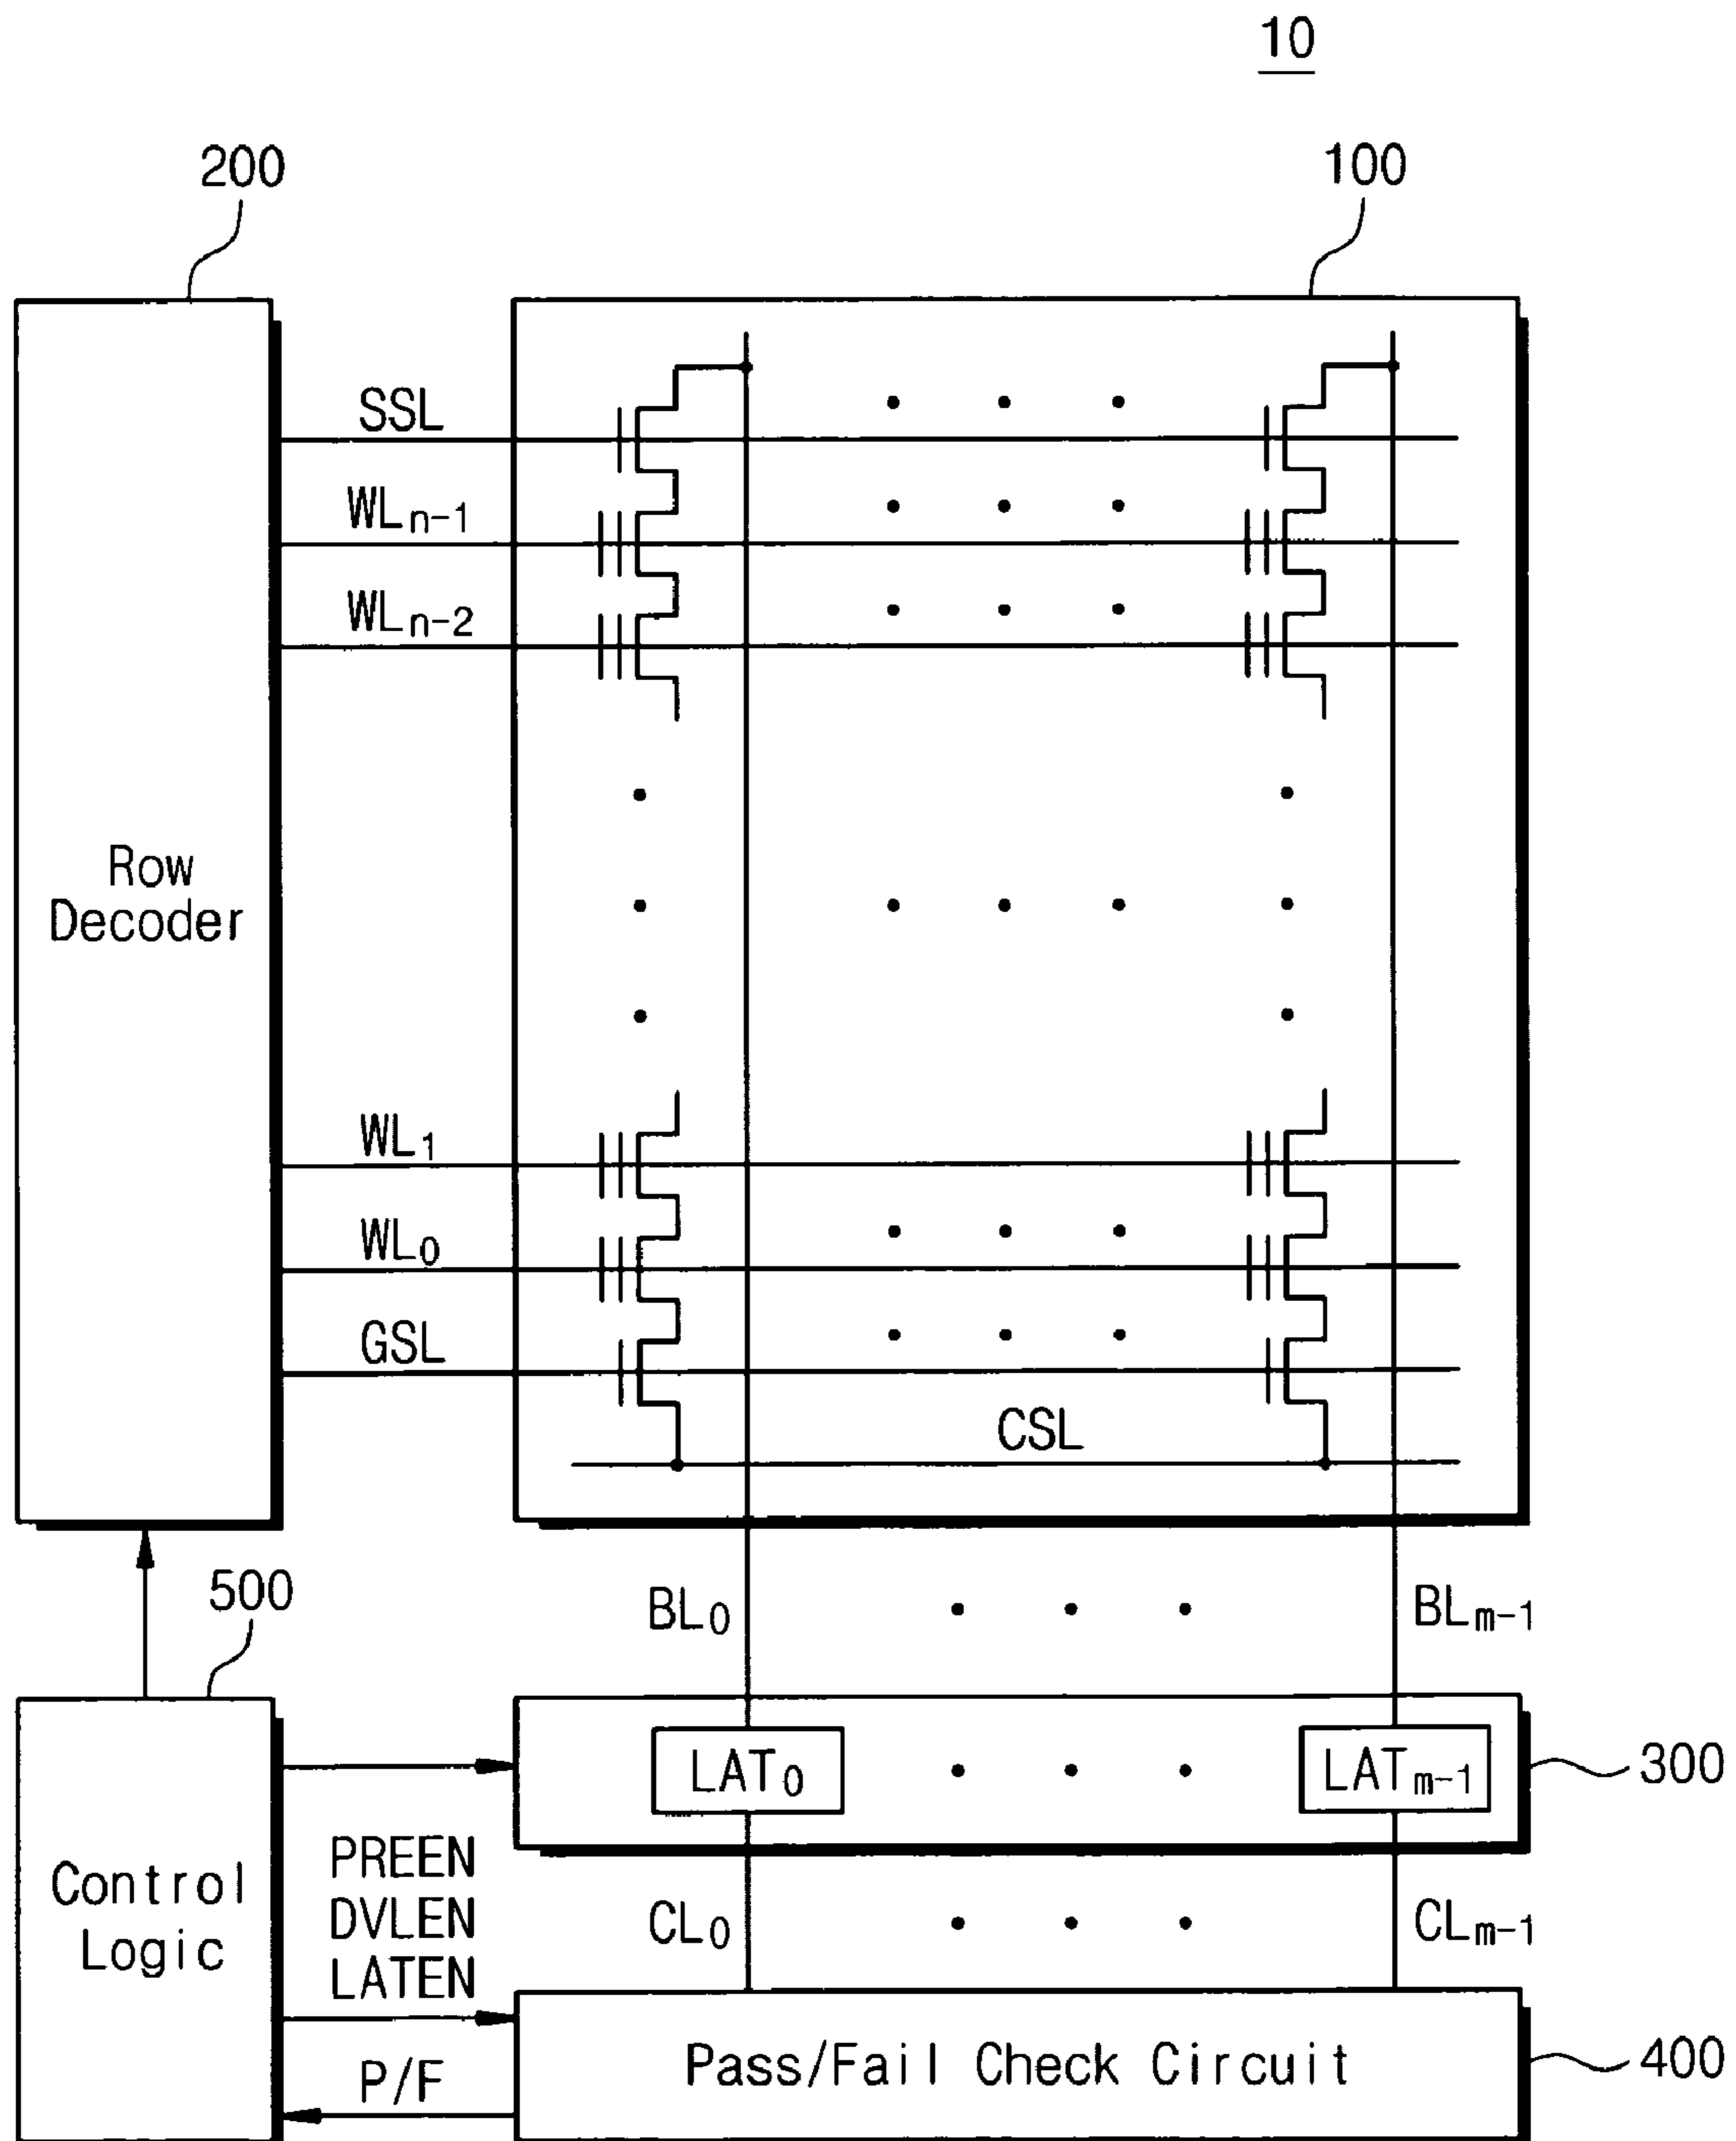 10
200
100
SSL
WLn-1
WLn-2
Row
Decoder
WL1
WL0
GSL
CSL
500
BL0
BLm-1
LAT0
LATm-1
300
Control
Logic
PREEN
DVLEN
LATEN
CL0
CLm-1
P/F
Pass/Fail Check Circuit
400